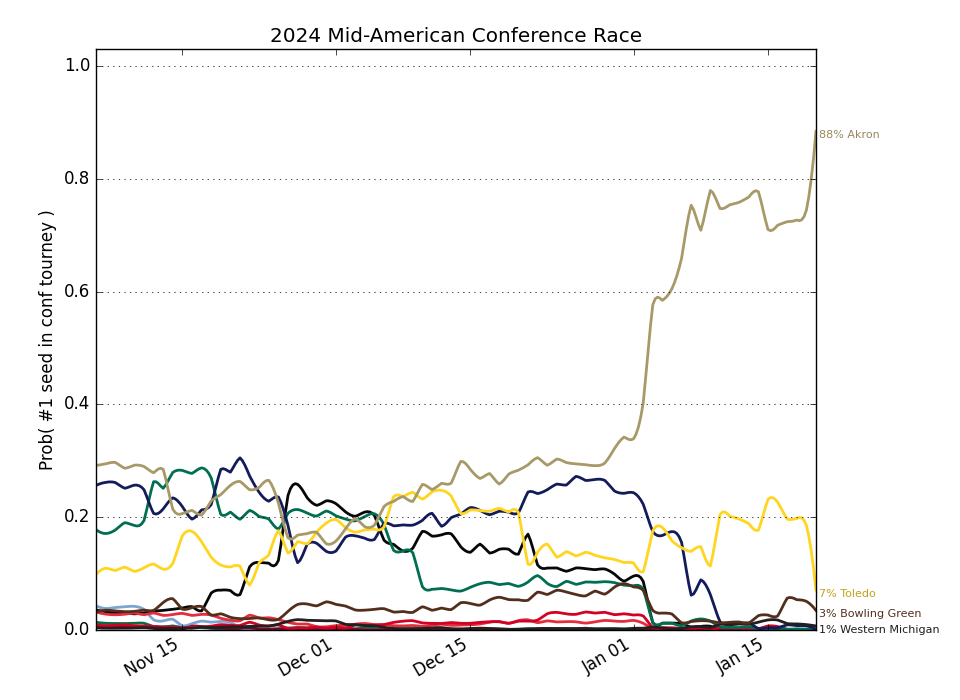 2024 Mid-American Conference Race
Prob( #1 seed in conf tourney )
1.0
0.8
0.6
0.4
0.2
0.0
88% Akron
7% Toledo
3% Bowling Green
1% Western Michigan
Nov 15
Dec 01
Dec 15
Jan 01
Jan 15